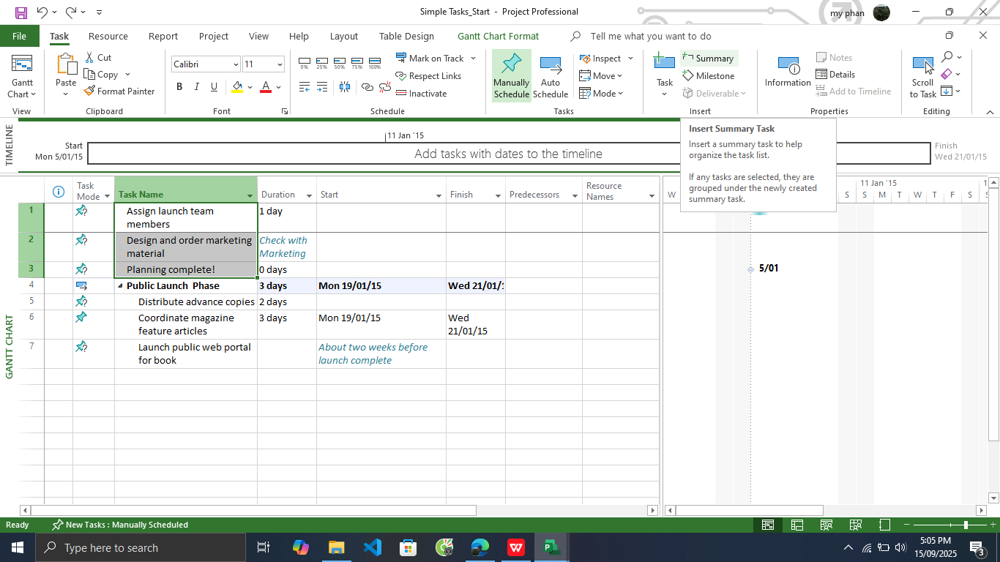 Simple Tasks_Start - Project Professional
my phan
File Task Resource Report Project View Help Layout Table Design Gantt Chart Format Tell me what you want to do
Gantt
Chart
View
Paste
Cut
Copy
Format Painter
Clipboard
Calibri 11
B I U A
Font
0% 25% 50% 75% 100%
Mark on Track
Respect Links
Inactivate
Schedule
Manually
Schedule
Auto
Schedule
Inspect
Move
Mode
Tasks
Task
Summary
Milestone
Deliverable
Insert
Information
Notes
Details
Add to Timeline
Properties
Scroll
to Task
Editing
TIMELINE
Start
Mon 5/01/15
11 Jan '15
Add tasks with dates to the timeline
Finish
Wed 21/01/15
Insert Summary Task
Insert a summary task to help
organize the task list.
If any tasks are selected, they are
grouped under the newly created
summary task.
GANTT CHART
Task
Mode
Task Name
Duration
Start
Finish
Predecessors
Resource
Names
11 Jan '15
1
W
S S M T W T F S
1 Assign launch team
members
1 day
2 Design and order marketing
material
Check with
Marketing
3 Planning complete! 0 days
5/01
4 Public Launch Phase 3 days Mon 19/01/15 Wed 21/01/
5 Distribute advance copies 2 days
6 Coordinate magazine
feature articles
3 days Mon 19/01/15 Wed
21/01/15
7 Launch public web portal
for book
About two weeks before
launch complete
Ready New Tasks : Manually Scheduled
Type here to search
5:05 PM
15/09/2025
3